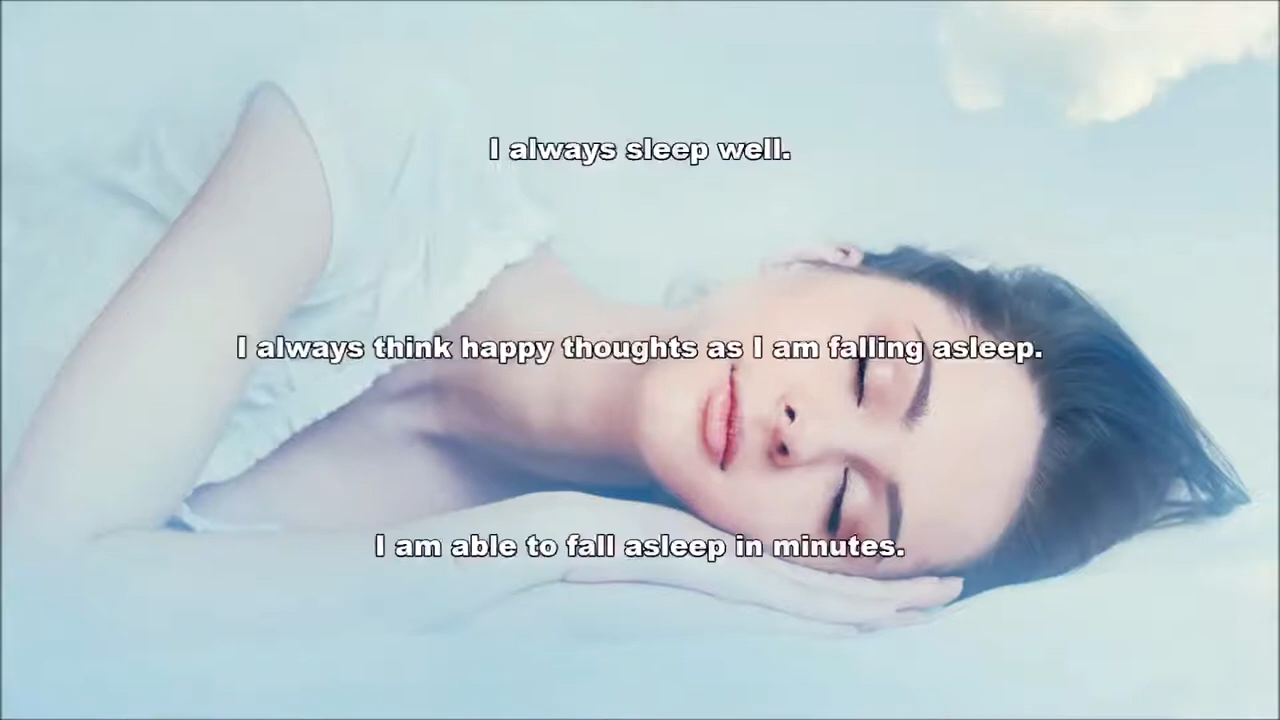 I always sleep well.
I always think happy thoughts as I am falling asleep.
I am able to fall asleep in minutes.